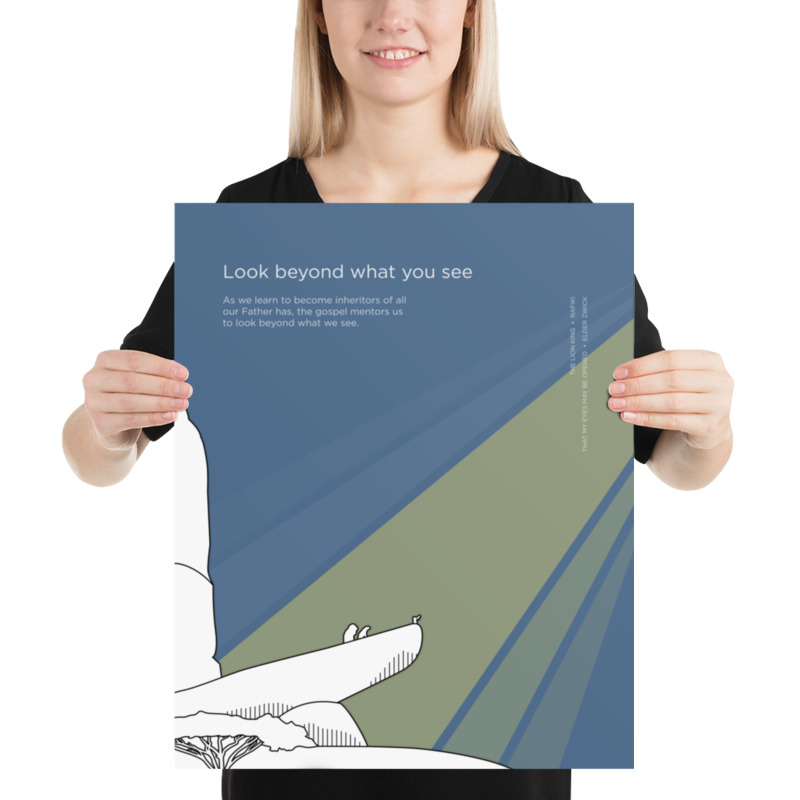 Look beyond what you see
As we learn to become inheritors of all
our Father has, the gospel mentors us
to look beyond what we see.
THE LION KING • RAFIKI
THAT MY EYES MAY BE OPENED • ELDER ZWICK